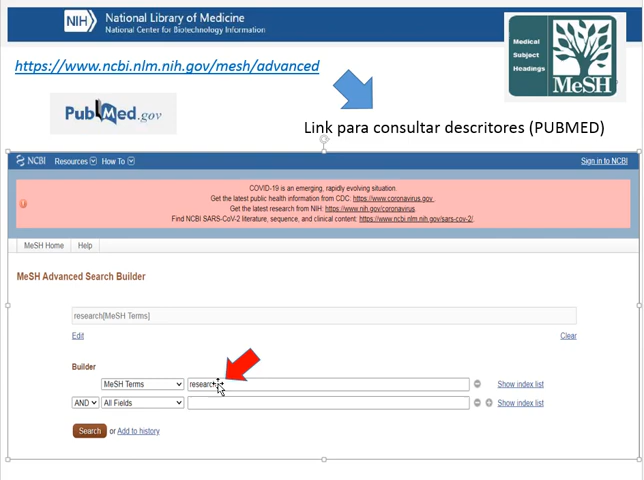 NIH
National Library of Medicine
National Center for Biotechnology Information
Medical
Subject
Headings
MeSH
https://www.ncbi.nlm.nih.gov/mesh/advanced
PubMed.gov
Link para consultar descritores (PUBMED)
NCBI Resources How To Sign in to NCBI
COVID-19 is an emerging, rapidly evolving situation.
Get the latest public health information from CDC: https://www.coronavirus.gov .
Get the latest research from NIH: https://www.nih.gov/coronavirus.
Find NCBI SARS-CoV-2 literature, sequence, and clinical content: https://www.ncbi.nlm.nih.gov/sars-cov-2/.
MeSH Home Help
MeSH Advanced Search Builder
research[MeSH Terms]
Edit Clear
Builder
MeSH Terms research Show index list
AND All Fields Show index list
Search or Add to history